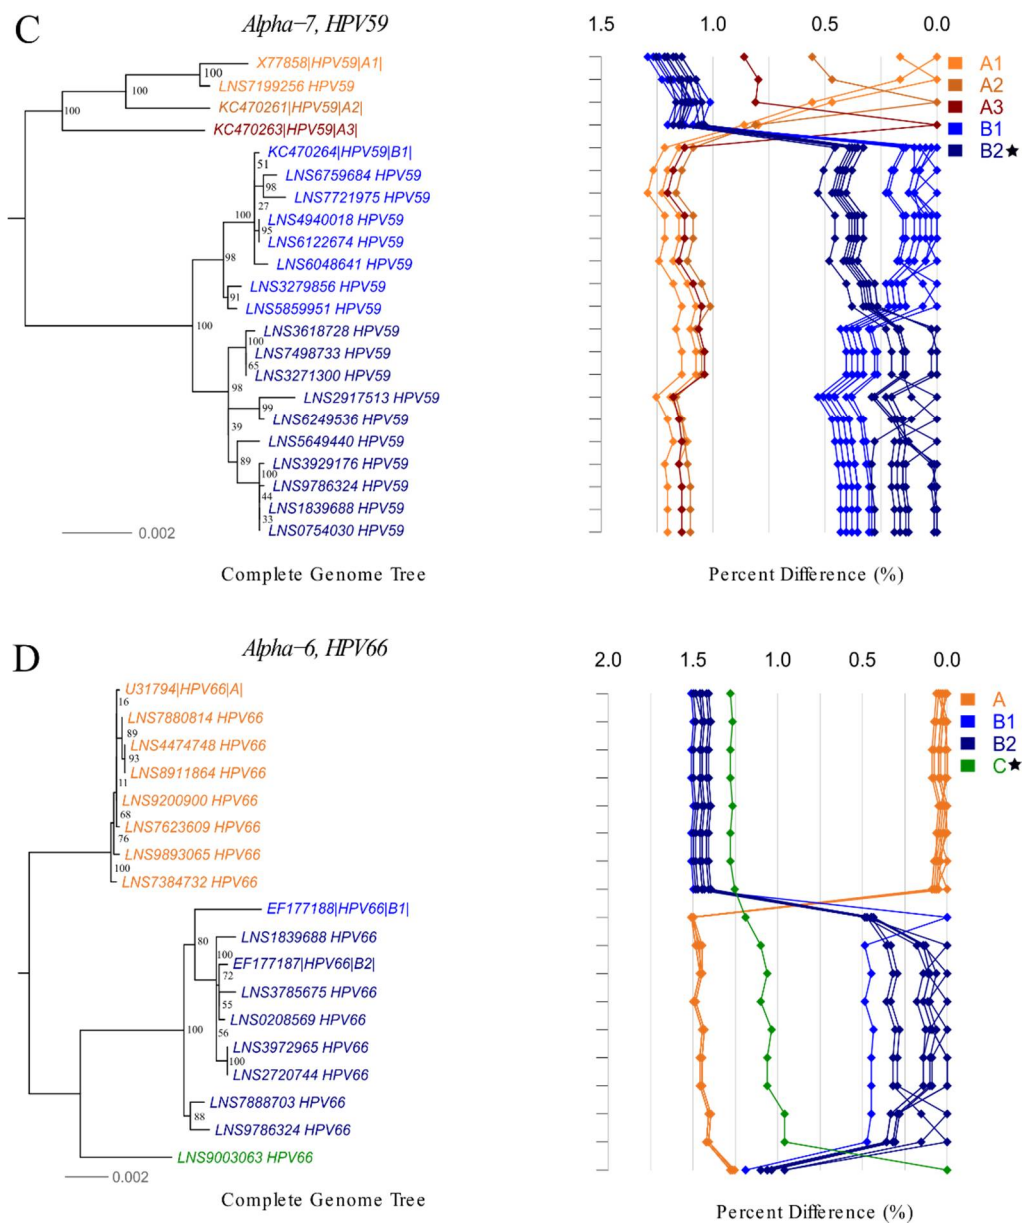 C
Alpha−7, HPV59
1.5 1.0 0.5 0.0
X77858|HPV59|A1|
100
LNS7199256 HPV59
100
KC470261|HPV59|A2|
100
KC470263|HPV59|A3|
KC470264|HPV59|B1|
51
LNS6759684 HPV59
98
LNS7721975 HPV59
27
100
LNS4940018 HPV59
95
LNS6122674 HPV59
98
LNS6048641 HPV59
LNS3279856 HPV59
91
LNS5859951 HPV59
100
LNS3618728 HPV59
100
LNS7498733 HPV59
65
LNS3271300 HPV59
98
LNS2917513 HPV59
99
LNS6249536 HPV59
39
LNS5649440 HPV59
89
LNS3929176 HPV59
100
LNS9786324 HPV59
44
LNS1839688 HPV59
33
LNS0754030 HPV59
A1
A2
A3
B1
B2★
0.002
Complete Genome Tree
Percent Difference (%)
D
Alpha−6, HPV66
2.0 1.5 1.0 0.5 0.0
U31794|HPV66|A|
16
LNS7880814 HPV66
89
LNS4474748 HPV66
93
LNS8911864 HPV66
11
LNS9200900 HPV66
68
LNS7623609 HPV66
76
LNS9893065 HPV66
100
LNS7384732 HPV66
EF177188|HPV66|B1|
80
LNS1839688 HPV66
100
EF177187|HPV66|B2|
72
LNS3785675 HPV66
55
LNS0208569 HPV66
100
56
LNS3972965 HPV66
100
LNS2720744 HPV66
LNS7888703 HPV66
88
LNS9786324 HPV66
LNS9003063 HPV66
A
B1
B2
C★
0.002
Complete Genome Tree
Percent Difference (%)